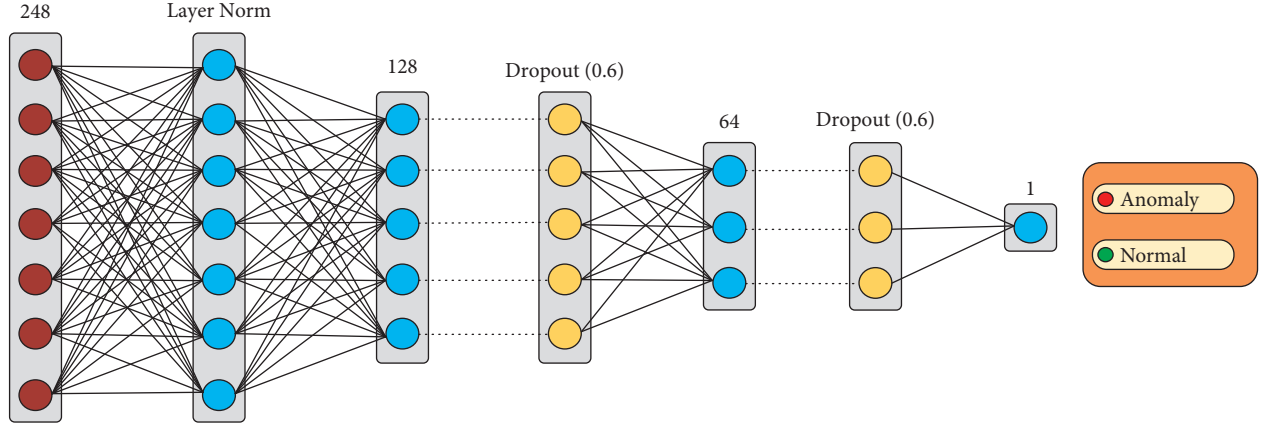 248
Layer Norm
128
Dropout (0.6)
64
Dropout (0.6)
1
Anomaly
Normal